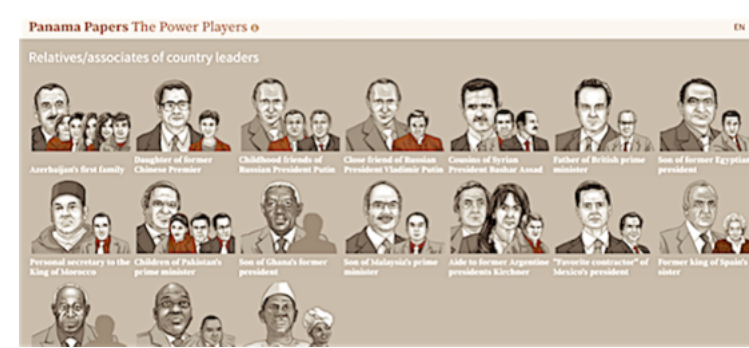 Panama Papers The Power Players
EN
Relatives/associates of country leaders
Azerbaijan's first family
Daughter of former
Chinese Premier
Childhood friends of
Russian President Putin
Close friend of Russian
President Vladimir Putin
Cousins of Syrian
President Bashar Assad
Father of British prime
minister
Son of former Egyptian
president
Personal secretary to the
King of Morocco
Children of Pakistan's
prime minister
Son of Ghana's former
president
Son of Malaysia's prime
minister
Aide to former Argentine
presidents Kirchner
"Favorite contractor" of
Mexico's president
Former king of Spain's
sister